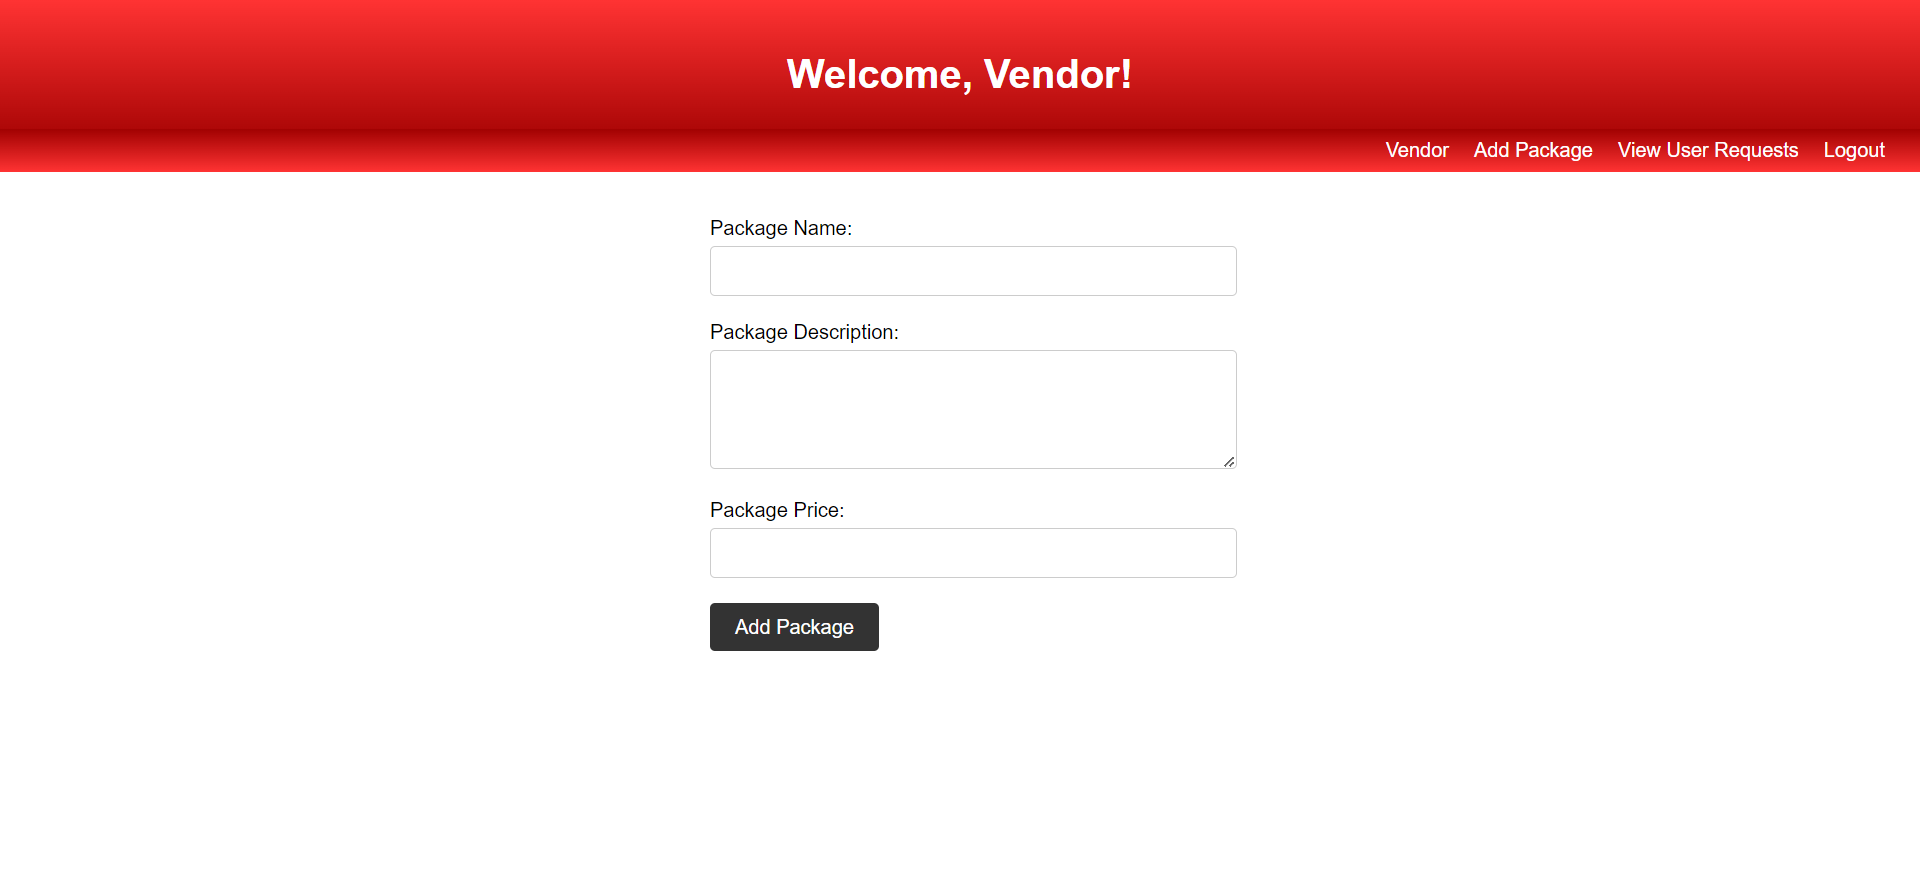 Welcome, Vendor!
Vendor Add Package View User Requests Logout
Package Name:
Package Description:
Package Price:
Add Package